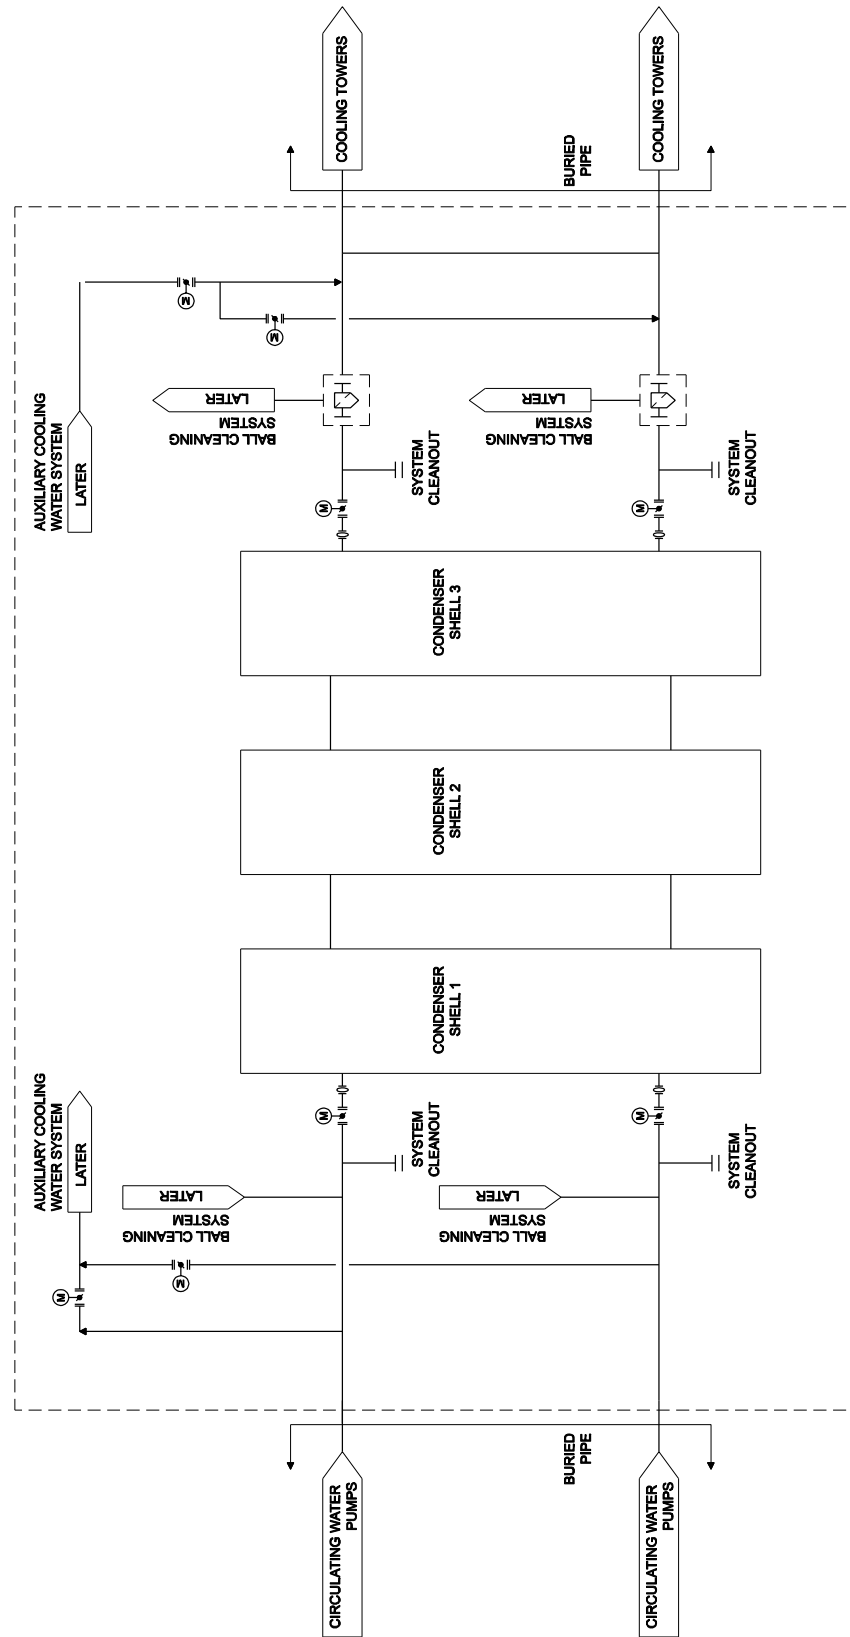 AUXILIARY COOLING
WATER SYSTEM
LATER
M
M
BALL CLEANING
SYSTEM
LATER
BALL CLEANING
SYSTEM
LATER
CIRCULATING WATER
PUMPS
CIRCULATING WATER
PUMPS
BURIED
PIPE
SYSTEM
CLEANOUT
SYSTEM
CLEANOUT
M
M
CONDENSER
SHELL 1
CONDENSER
SHELL 2
CONDENSER
SHELL 3
M
M
SYSTEM
CLEANOUT
SYSTEM
CLEANOUT
BALL CLEANING
SYSTEM
LATER
BALL CLEANING
SYSTEM
LATER
AUXILIARY COOLING
WATER SYSTEM
LATER
M
M
BURIED
PIPE
COOLING TOWERS
COOLING TOWERS